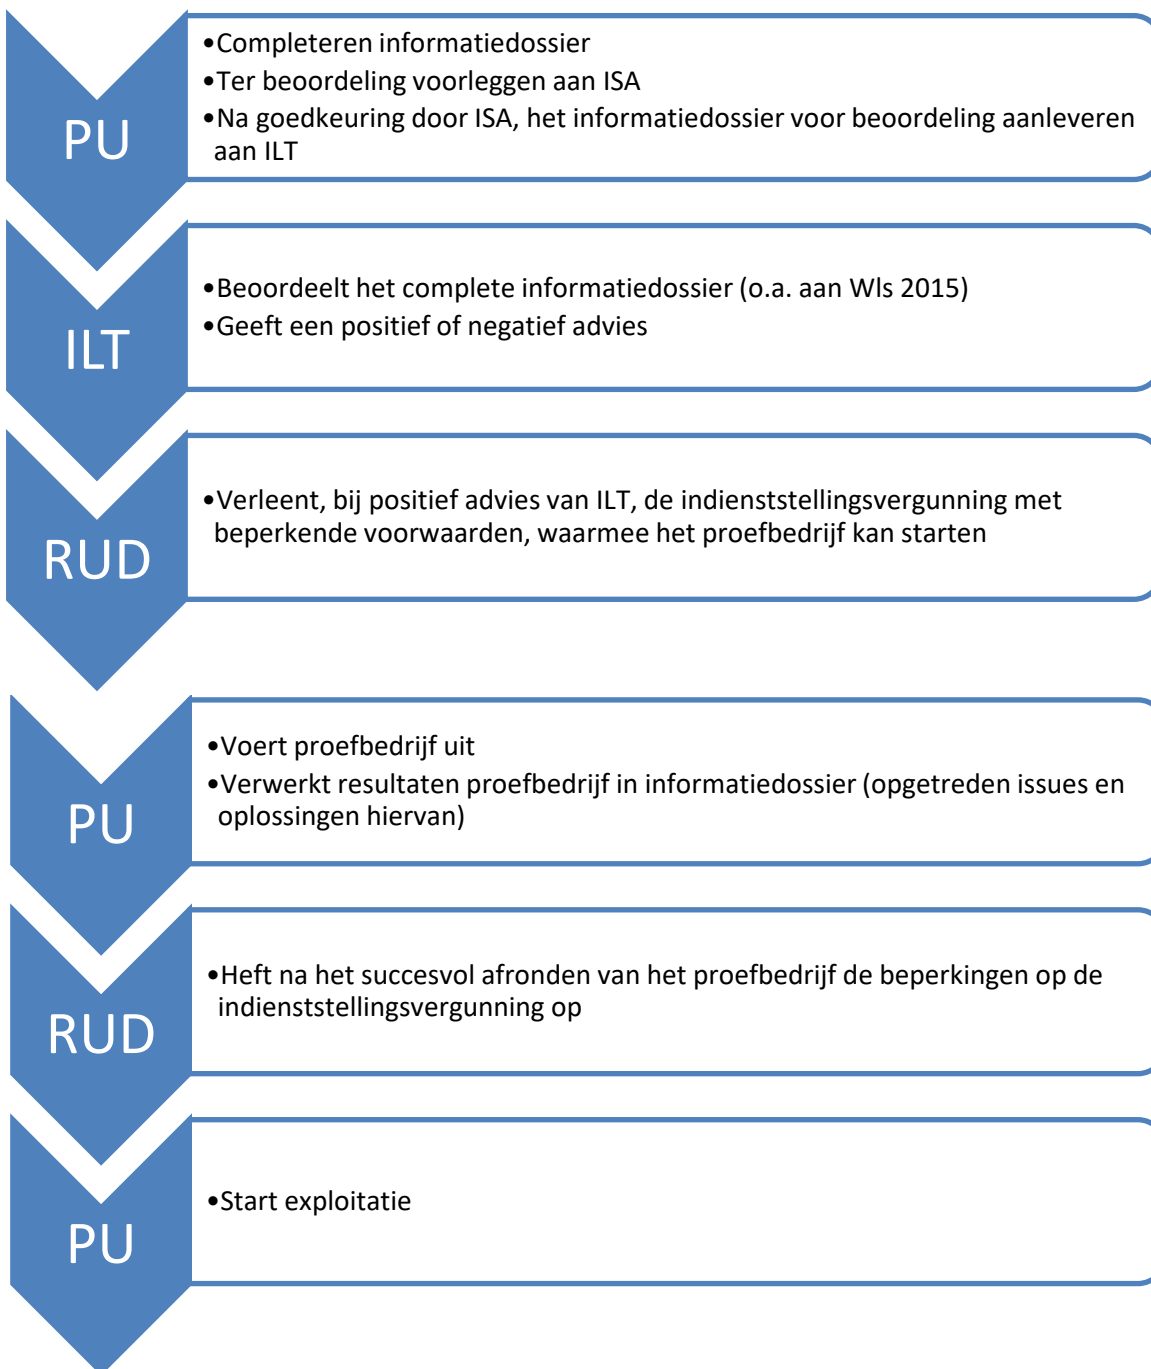 PU
•Completeren informatiedossier
•Ter beoordeling voorleggen aan ISA
•Na goedkeuring door ISA, het informatiedossier voor beoordeling aanleveren
aan ILT
ILT
•Beoordeelt het complete informatiedossier (o.a. aan Wls 2015)
•Geeft een positief of negatief advies
RUD
•Verleent, bij positief advies van ILT, de indienststellingsvergunning met
beperkende voorwaarden, waarmee het proefbedrijf kan starten
PU
•Voert proefbedrijf uit
•Verwerkt resultaten proefbedrijf in informatiedossier (opgetreden issues en
oplossingen hiervan)
RUD
•Heft na het succesvol afronden van het proefbedrijf de beperkingen op de
indienststellingsvergunning op
PU
•Start exploitatie